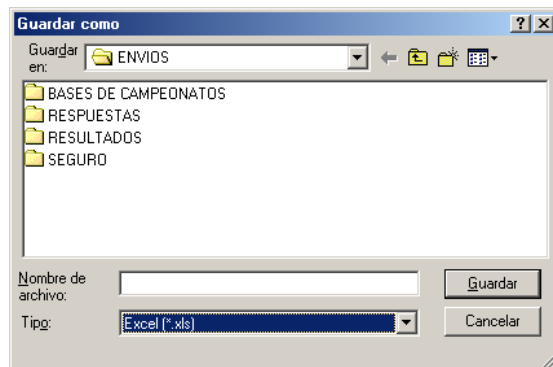 Guardar como
Guardar en: ENVIOS
BASES DE CAMPEONATOS
RESPUESTAS
RESULTADOS
SEGURO
Nombre de archivo:
Guardar
Tipo: Excel (*.xls)
Cancelar